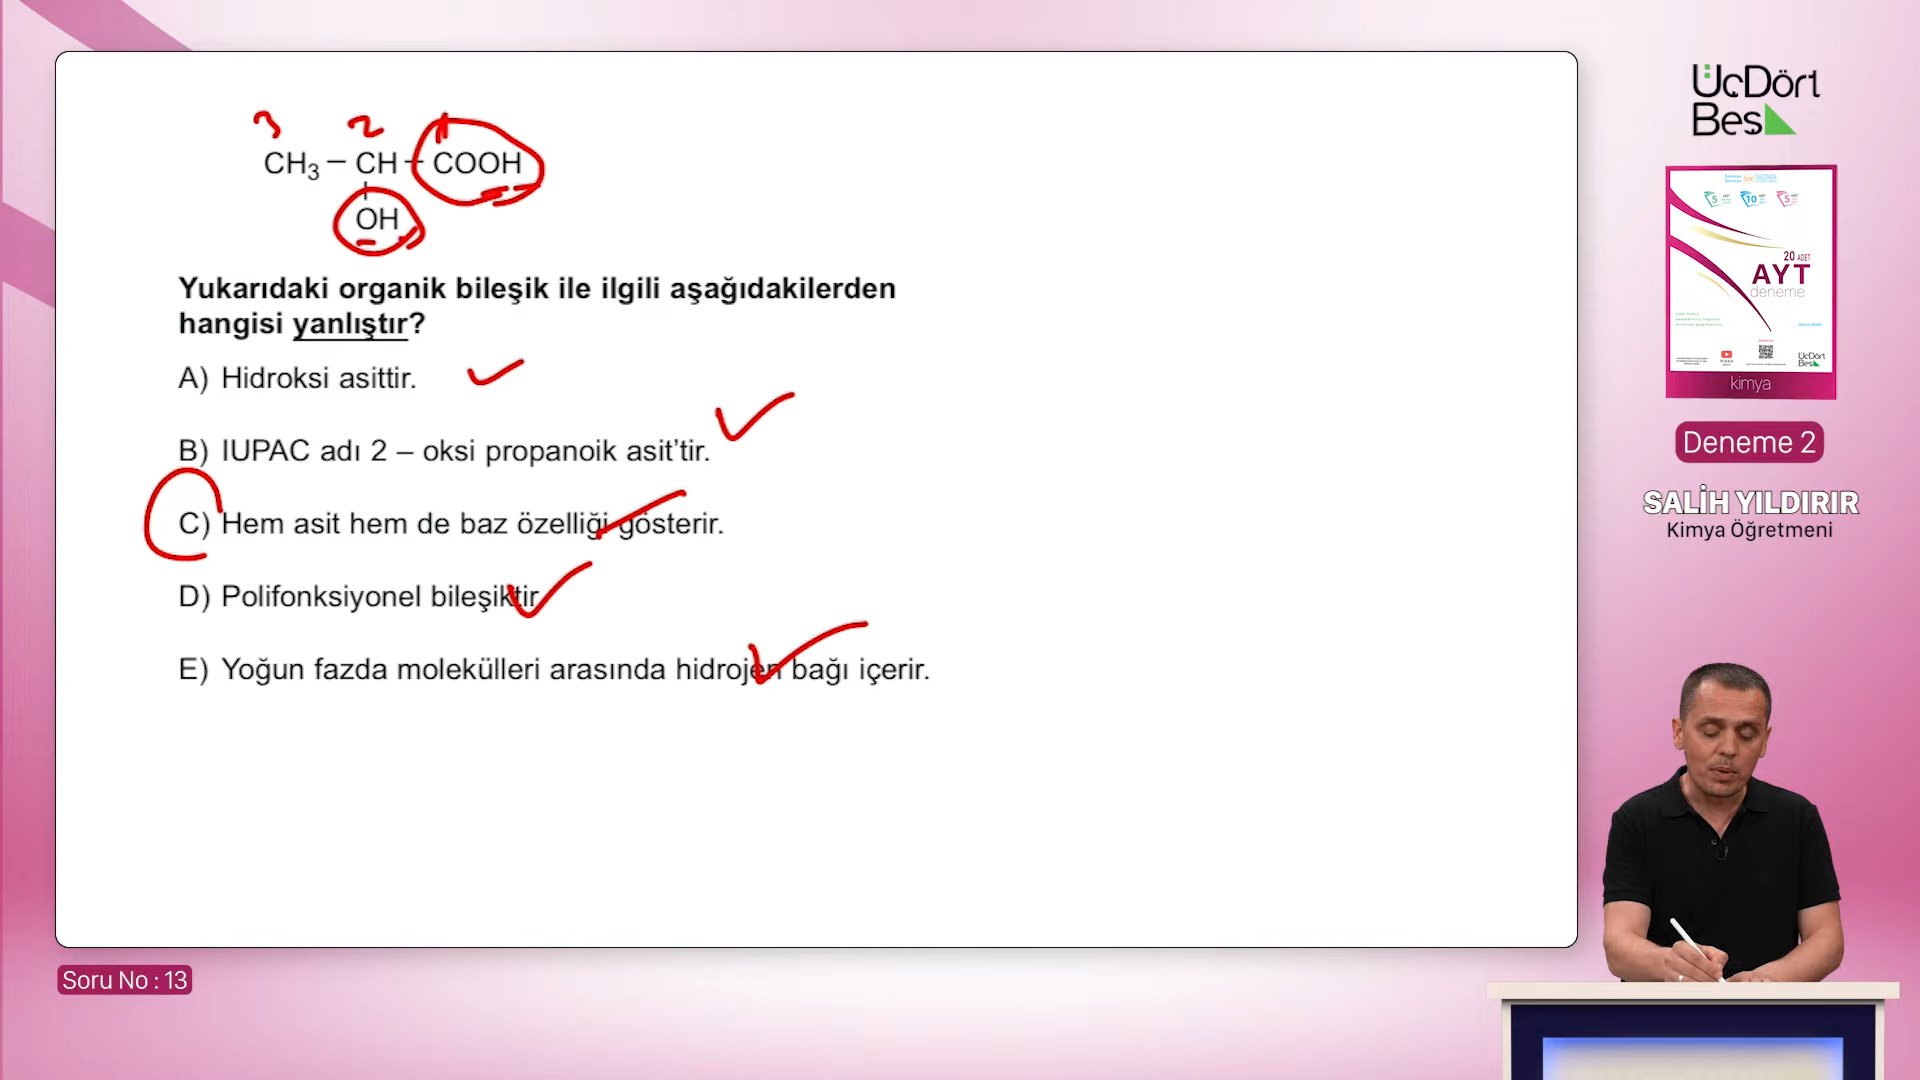 3 2 1
CH₃ – CH – COOH
OH
Yukarıdaki organik bileşik ile ilgili aşağıdakilerden
hangisi yanlıştır?
A) Hidroksi asittir.
B) IUPAC adı 2 – oksi propanoik asit’tir.
C) Hem asit hem de baz özelliği gösterir.
D) Polifonksiyonel bileşiktir
E) Yoğun fazda molekülleri arasında hidrojen bağı içerir.
Soru No : 13
ÜçDört
Beş
20 ADET
AYT
deneme
ÜçDört
Beş
kimya
Deneme 2
SALİH YILDIRIR
Kimya Öğretmeni